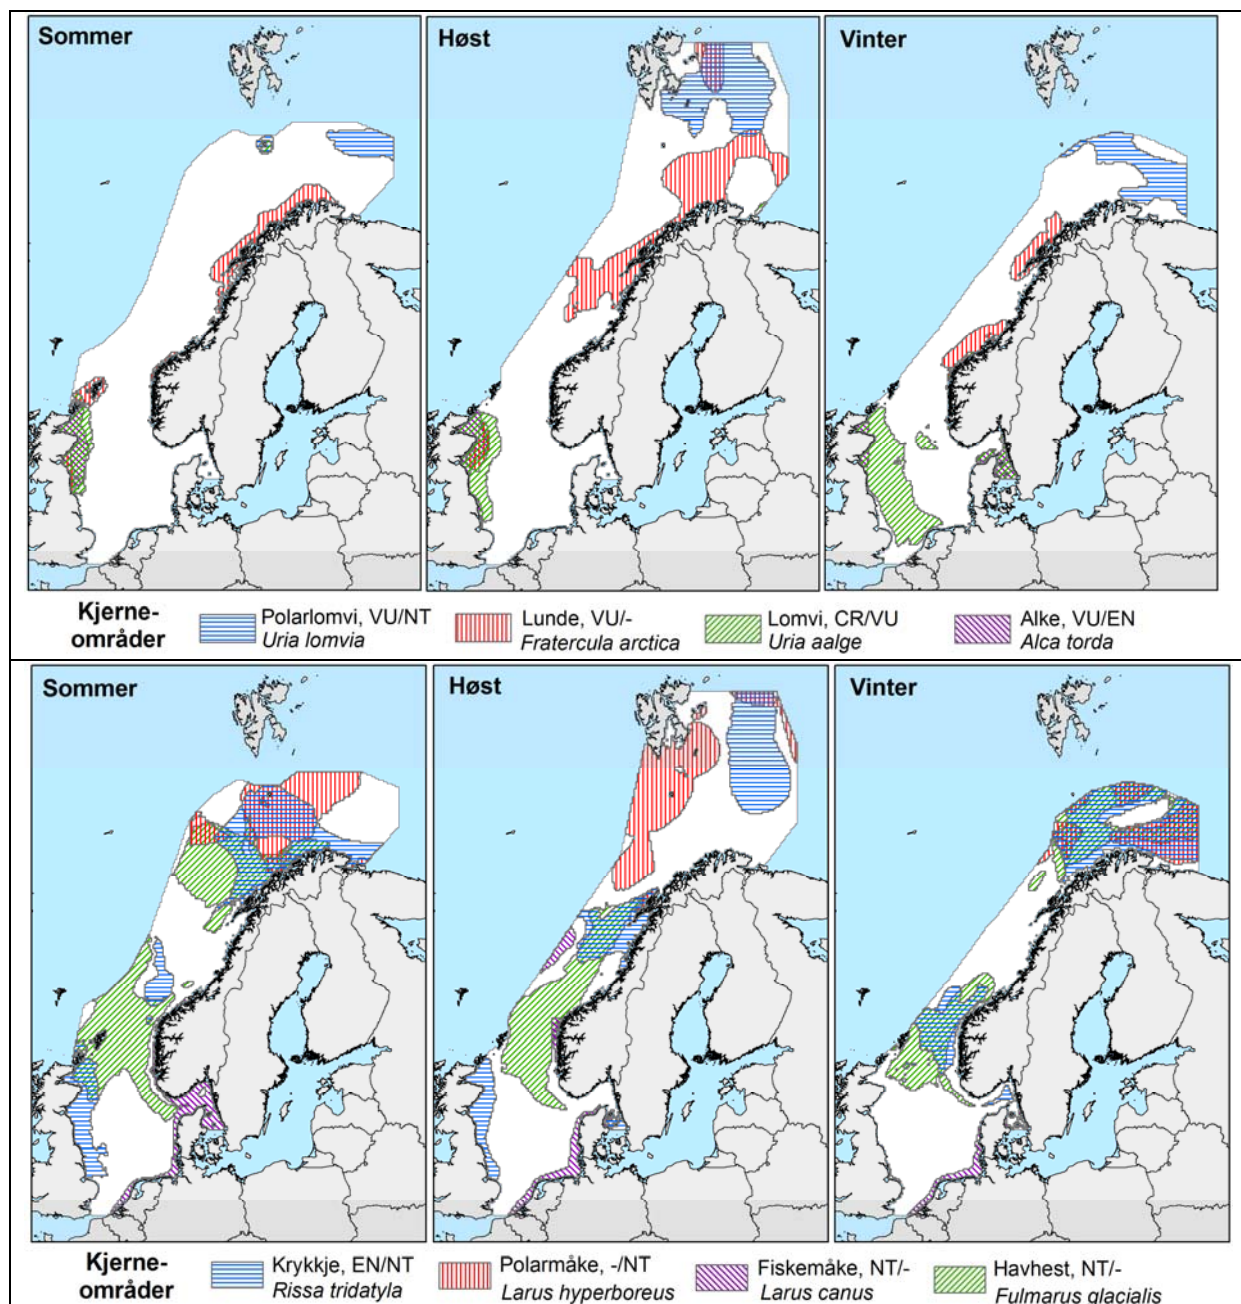 Sommer
Høst
Vinter
Kjerne-
områder
Polarlomvi, VU/NT
Uria lomvia
Lunde, VU/-
Fratercula arctica
Lomvi, CR/VU
Uria aalge
Alke, VU/EN
Alca torda
Sommer
Høst
Vinter
Kjerne-
områder
Krykkje, EN/NT
Rissa tridatyla
Polarmåke, -/NT
Larus hyperboreus
Fiskemåke, NT/-
Larus canus
Havhest, NT/-
Fulmarus glacialis